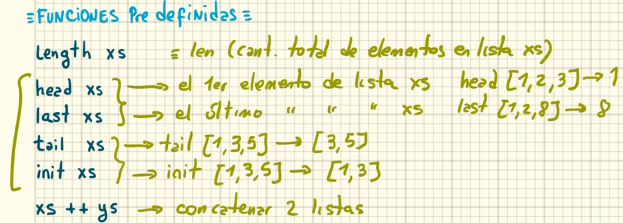 ≡ FUNCIONES Pre definidas ≡
Length xs ≡ len (cant. total de elementos en lista xs)
head xs } → el 1er elemento de lista xs head [1,2,3] → 1
last xs } → el último " " " xs last [1,2,8] → 8
tail xs } → tail [1,3,5] → [3,5]
init xs } → init [1,3,5] → [1,3]
xs ++ ys → concatenar 2 listas